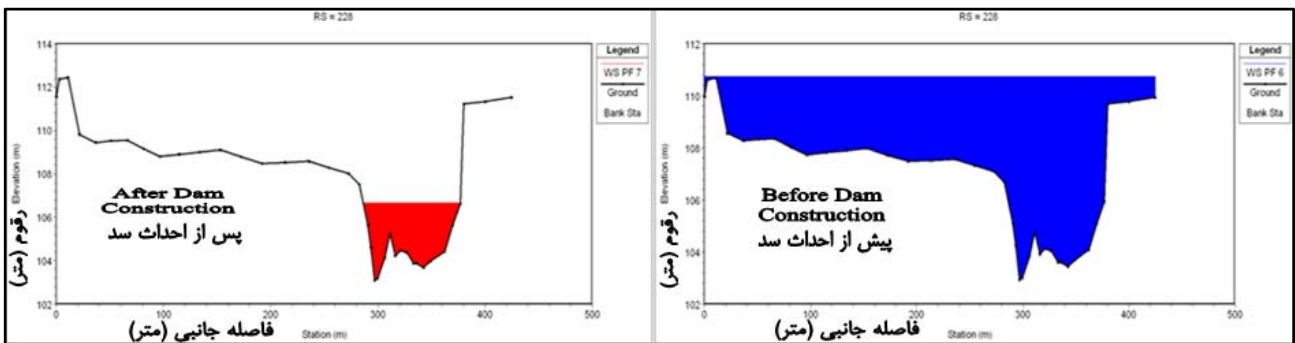 RS = 228
114
112
110
108
106
104
102
Elevation (m)
رقوم (متر)
After Dam
Construction
پس از احداث سد
0
100
200
300
400
500
Station (m)
فاصله جانبی (متر)
Legend
WS PF 7
Ground
Bank Sta
RS = 228
112
110
108
106
104
102
Elevation (m)
رقوم (متر)
Before Dam
Construction
پیش از احداث سد
0
100
200
300
400
500
Station (m)
فاصله جانبی (متر)
Legend
WS PF 6
Ground
Bank Sta